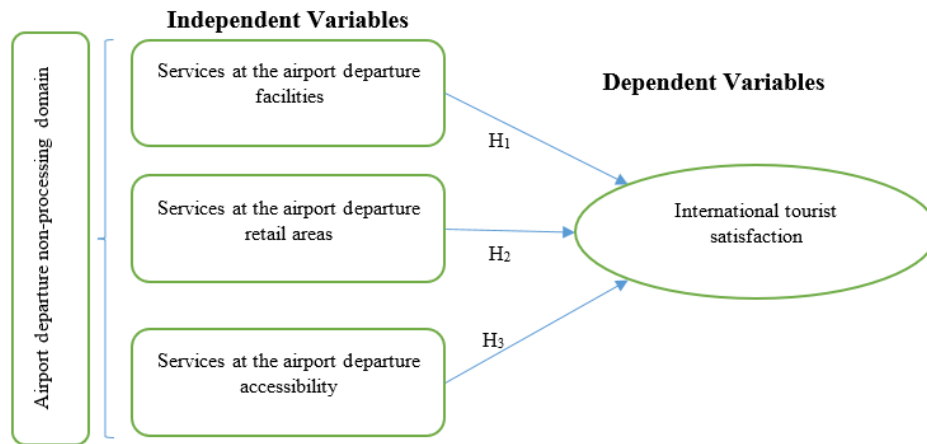 Independent Variables
Airport departure non-processing domain
Services at the airport departure
facilities
Dependent Variables
H1
Services at the airport departure
retail areas
International tourist
satisfaction
H2
H3
Services at the airport departure
accessibility